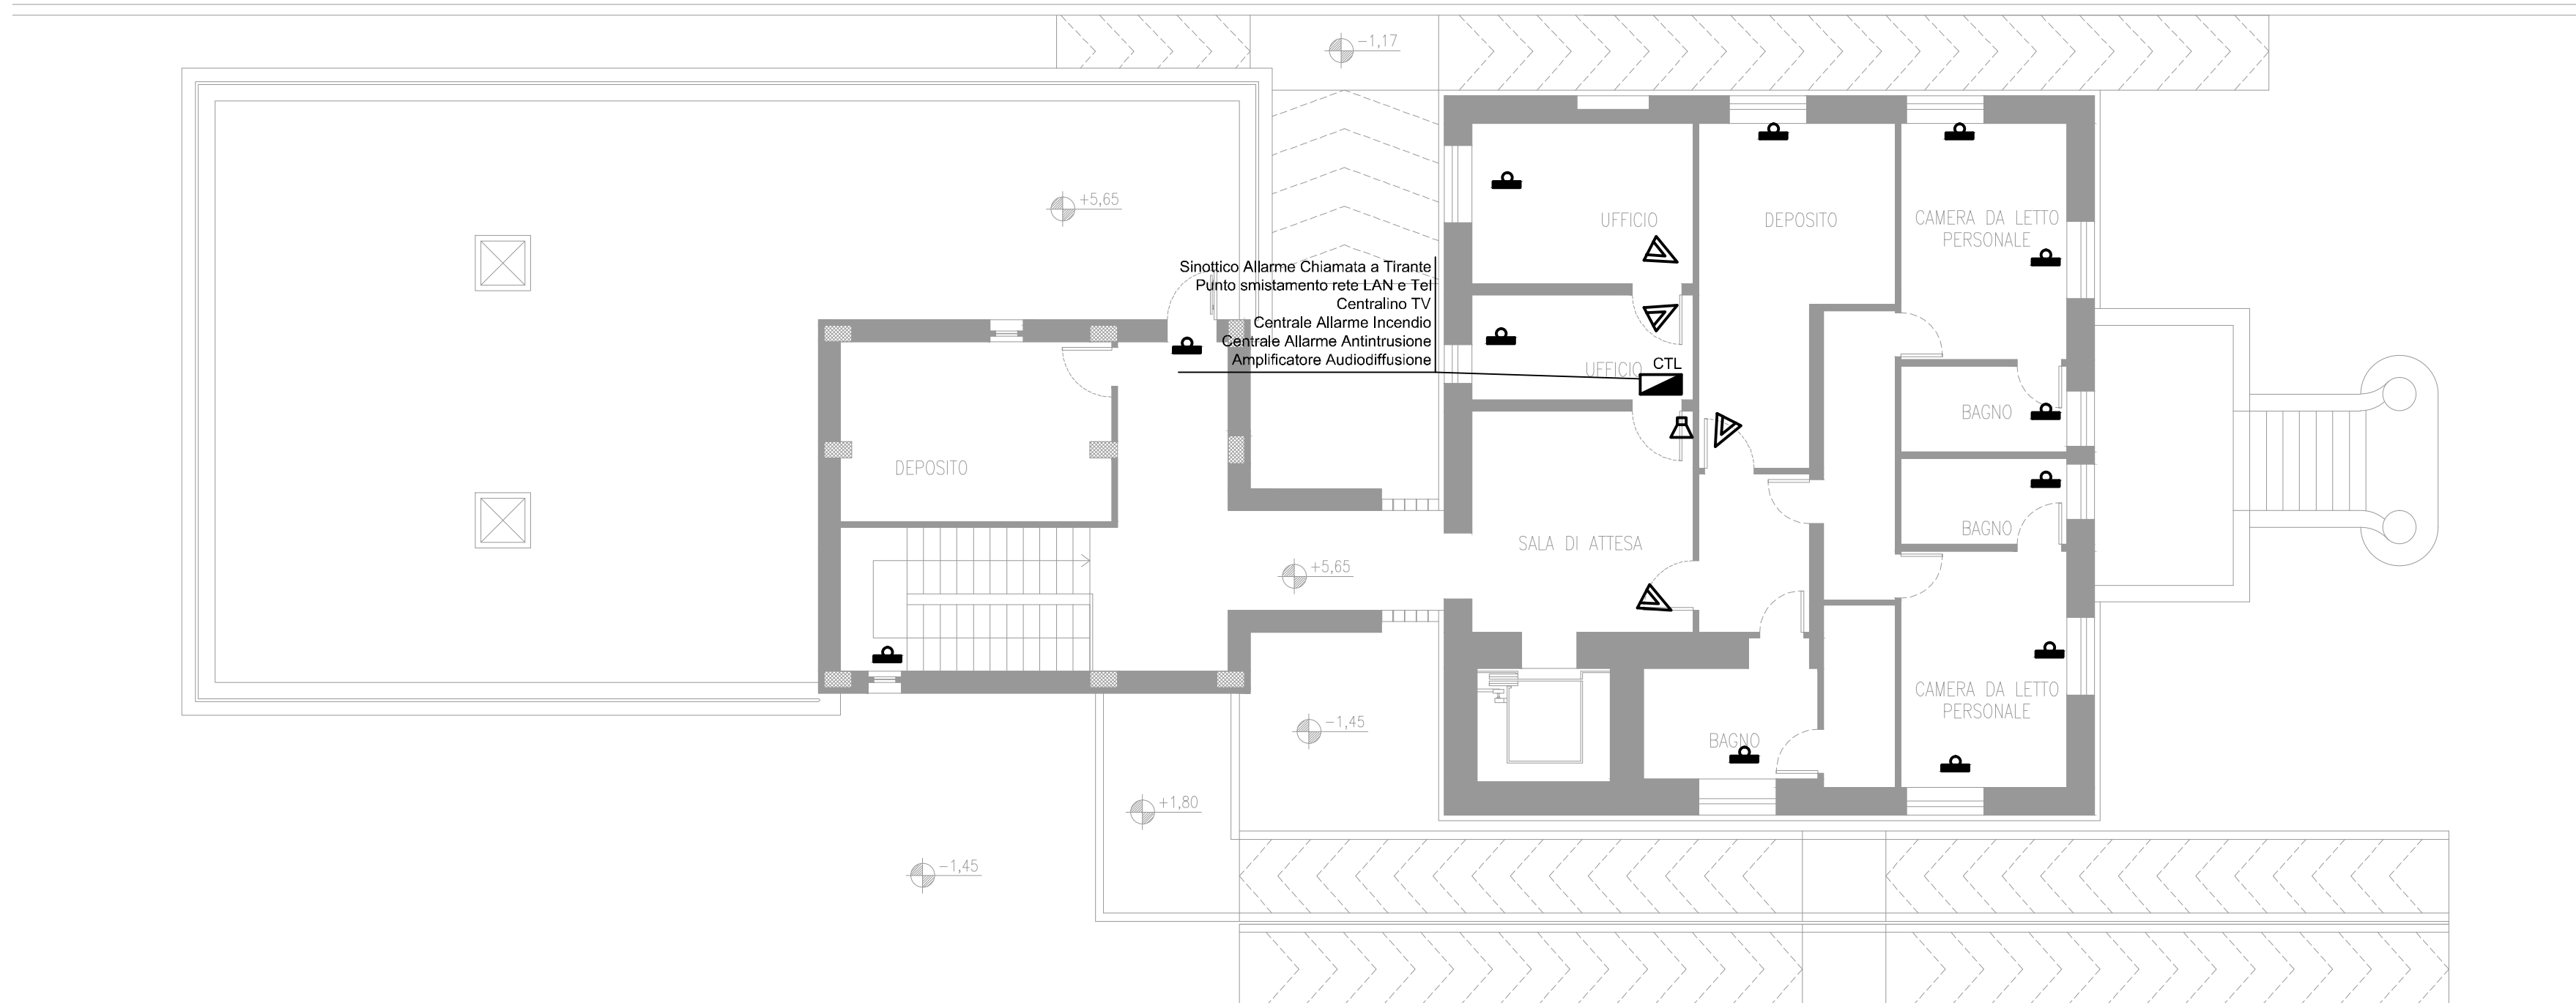 -1,17
+5,65
UFFICIO
DEPOSITO
CAMERA DA LETTO
PERSONALE
Sinottico Allarme Chiamata a Tirante
Punto smistamento rete LAN e Tel
Centralino TV
Centrale Allarme Incendio
Centrale Allarme Antintrusione
Amplificatore Audiodiffusione
UFFICIO
CTL
BAGNO
DEPOSITO
BAGNO
SALA DI ATTESA
+5,65
CAMERA DA LETTO
PERSONALE
-1,45
BAGNO
+1,80
-1,45